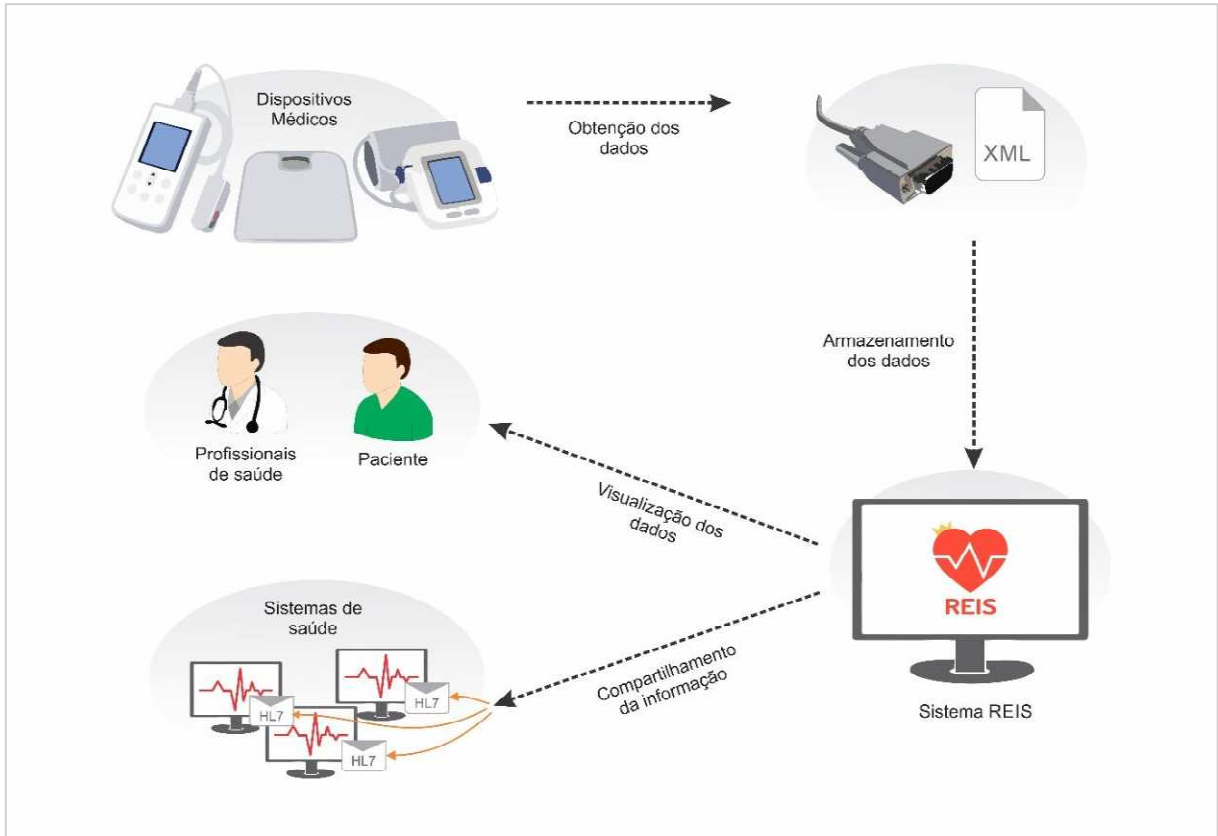 Dispositivos
Médicos
Obtenção dos
dados
XML
Armazenamento
dos dados
Profissionais
de saúde
Paciente
Visualização dos
dados
REIS
Sistema REIS
Compartilhamento
da informação
Sistemas de
saúde
HL7
HL7
HL7